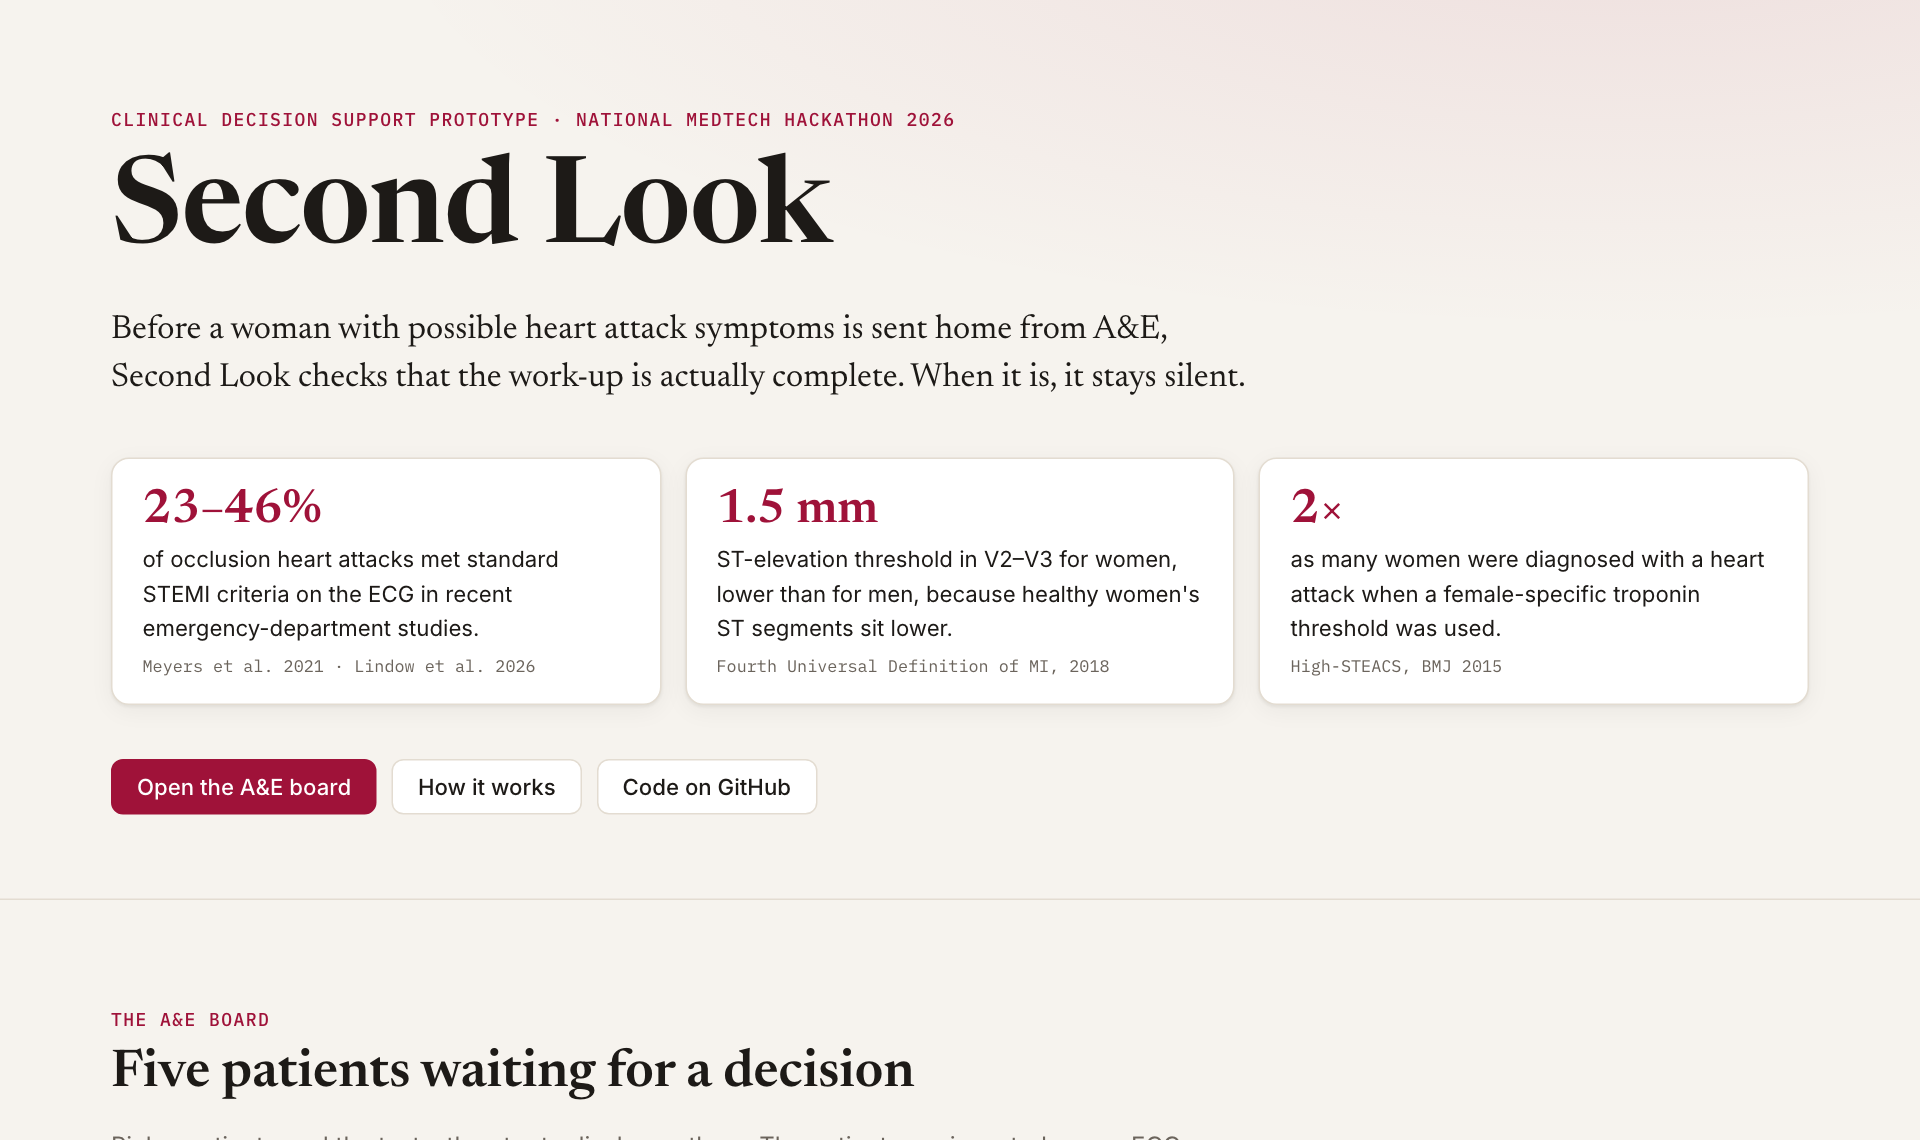 CLINICAL DECISION SUPPORT PROTOTYPE · NATIONAL MEDTECH HACKATHON 2026
Second Look
Before a woman with possible heart attack symptoms is sent home from A&E,
Second Look checks that the work-up is actually complete. When it is, it stays silent.
23–46%
of occlusion heart attacks met standard
STEMI criteria on the ECG in recent
emergency-department studies.
Meyers et al. 2021 · Lindow et al. 2026
1.5 mm
ST-elevation threshold in V2–V3 for women,
lower than for men, because healthy women's
ST segments sit lower.
Fourth Universal Definition of MI, 2018
2×
as many women were diagnosed with a heart
attack when a female-specific troponin
threshold was used.
High-STEACS, BMJ 2015
Open the A&E board
How it works
Code on GitHub
THE A&E BOARD
Five patients waiting for a decision